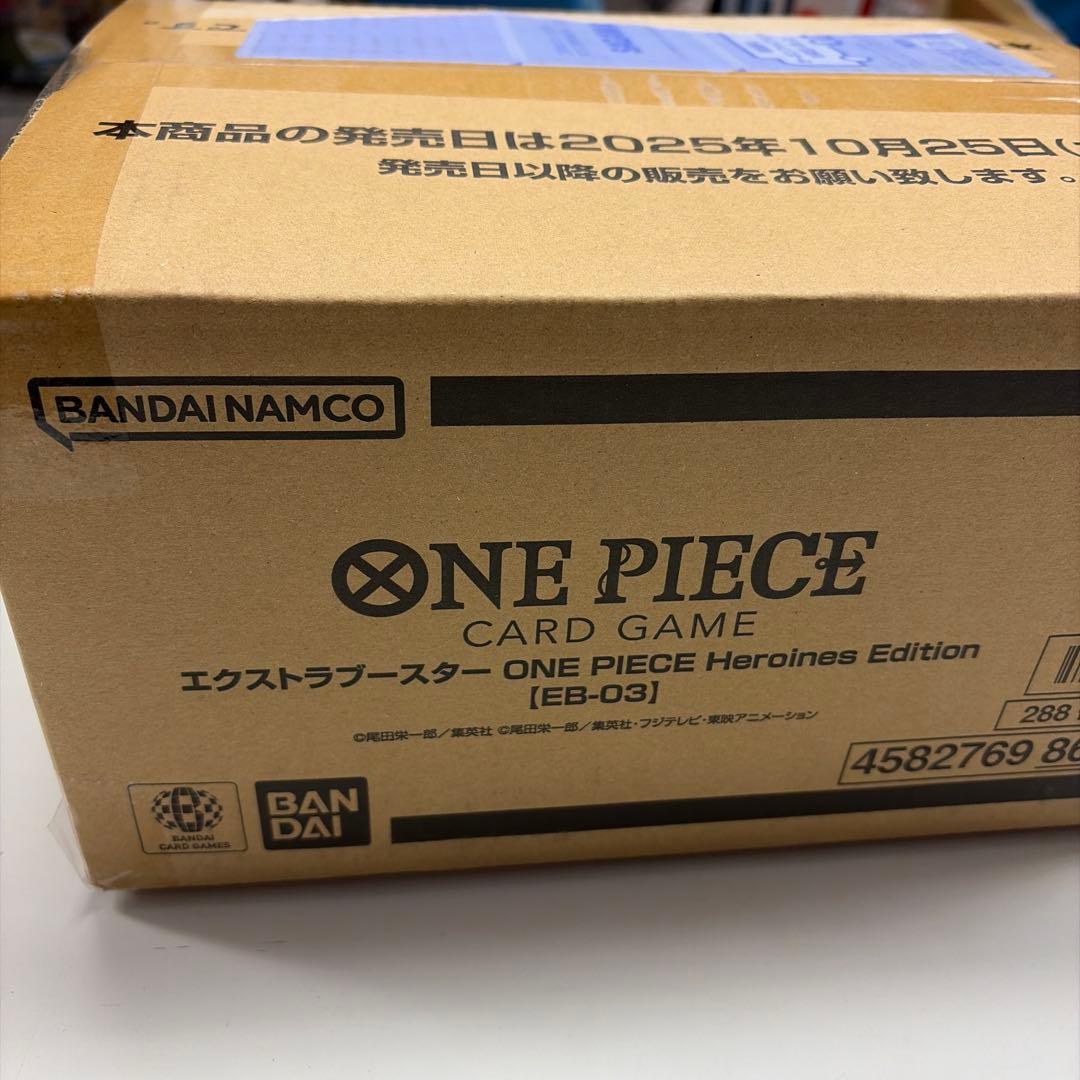 本商品の発売日は2025年10月25日(
発売日以降の販売をお願い致します。
BANDAI NAMCO
ONE PIECE
CARD GAME
エクストラブースター ONE PIECE Heroines Edition
【EB-03】
©尾田栄一郎/集英社 ©尾田栄一郎/集英社・フジテレビ・東映アニメーション
288
4582769 86
BANDAI
CARD GAMES
BAN
DAI